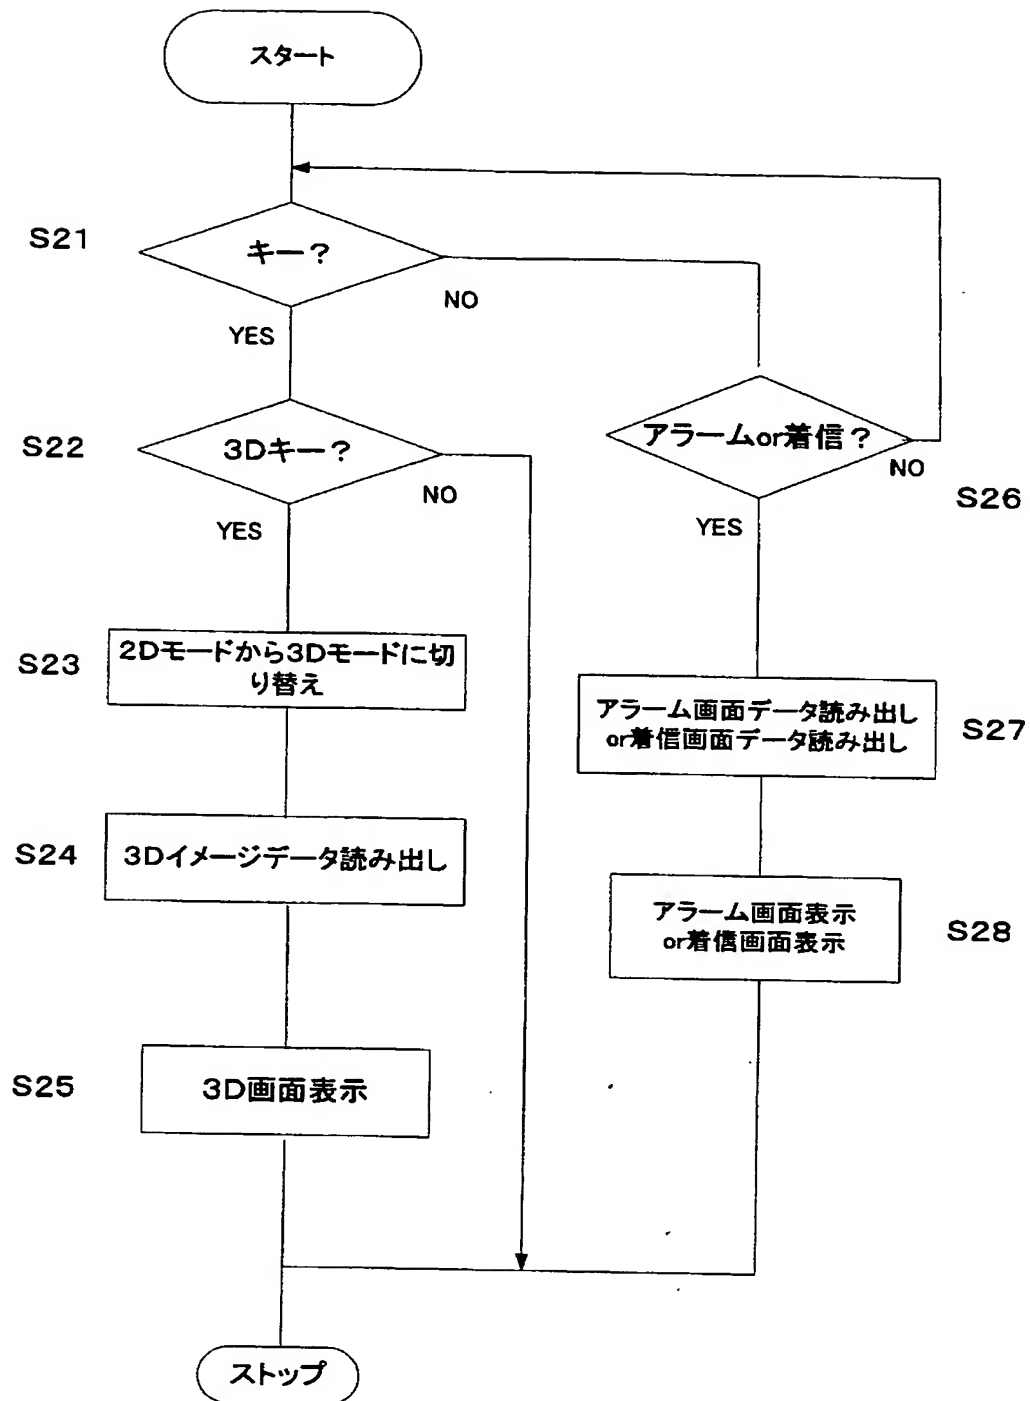 スタート
S21
キー?
NO
YES
S22
3Dキー?
NO
YES
アラームor着信?
NO
S26
YES
S23
2Dモードから3Dモードに切
り替え
アラーム画面データ読み出し
or着信画面データ読み出し
S27
S24
3Dイメージデータ読み出し
アラーム画面表示
or着信画面表示
S28
S25
3D画面表示
ストップ